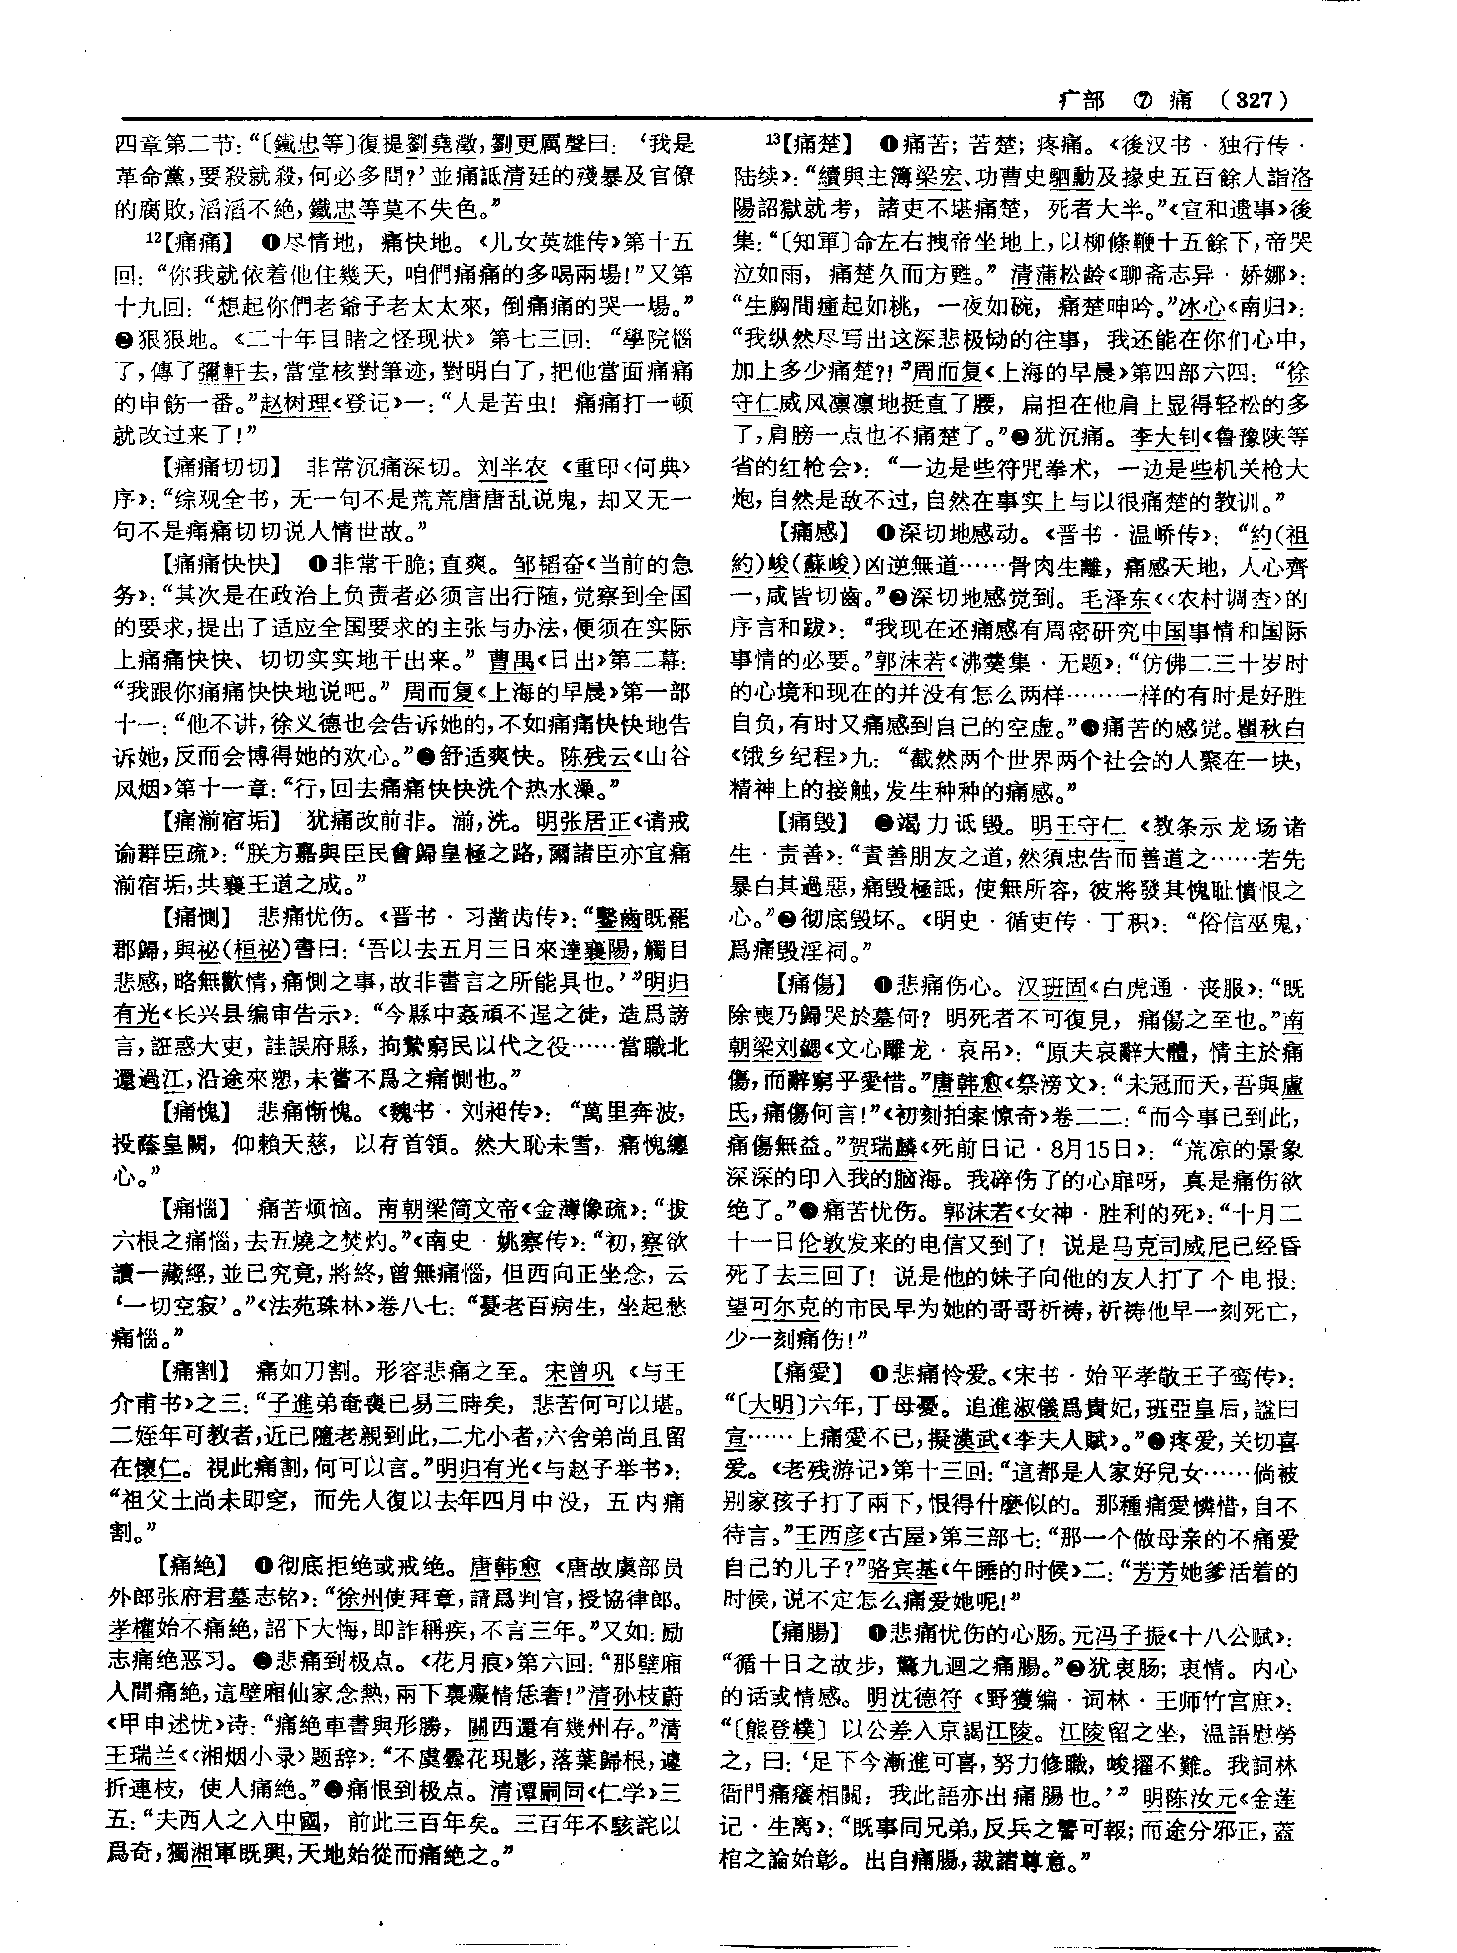 疒部 ⑦ 痛 （327）
四章第二节：“〔鐵忠等〕復提劉堯澂，劉更厲聲曰：‘我是
革命黨，要殺就殺，何必多問？’並痛詆清廷的殘暴及官僚
的腐敗，滔滔不絶，鐵忠等莫不失色。”
12【痛痛】 ❶尽情地，痛快地。《儿女英雄传》第十五
回：“你我就依着他住幾天，咱們痛痛的多喝兩場！”又第
十九回：“想起你們老爺子老太太來，倒痛痛的哭一場。”
❷狠狠地。《二十年目睹之怪现状》第七三回：“學院惱
了，傳了彌軒去，當堂核對筆迹，對明白了，把他當面痛痛
的申飭一番。”赵树理《登记》一：“人是苦虫！痛痛打一顿
就改过来了！”
【痛痛切切】 非常沉痛深切。刘半农《重印〈何典〉
序》：“综观全书，无一句不是荒荒唐唐乱说鬼，却又无一
句不是痛痛切切说人情世故。”
【痛痛快快】 ❶非常干脆；直爽。邹韬奋《当前的急
务》：“其次是在政治上负责者必须言出行随，觉察到全国
的要求，提出了适应全国要求的主张与办法，便须在实际
上痛痛快快、切切实实地干出来。”曹禺《日出》第二幕：
“我跟你痛痛快快地说吧。”周而复《上海的早晨》第一部
十一：“他不讲，徐义德也会告诉她的，不如痛痛快快地告
诉她，反而会博得她的欢心。”❷舒适爽快。陈残云《山谷
风烟》第十一章：“行，回去痛痛快快洗个热水澡。”
【痛湔宿垢】 犹痛改前非。湔，洗。明张居正《请戒
谕群臣疏》：“朕方嘉與臣民會歸皇極之路，爾諸臣亦宜痛
湔宿垢，共襄王道之成。”
【痛恻】 悲痛忧伤。《晋书·习凿齿传》：“鑿齒既罷
郡歸，與祕（桓祕）書曰：‘吾以去五月三日來達襄陽，觸目
悲感，略無歡情，痛惻之事，故非書言之所能具也。’”明归
有光《长兴县编审告示》：“今縣中姦頑不逞之徒，造爲謗
言，誑惑大吏，詿誤府縣，拘縶窮民以代之役……當職北
還過江，沿途來愬，未嘗不爲之痛惻也。”
【痛愧】 悲痛惭愧。《魏书·刘昶传》：“萬里奔波，
投蔭皇闕，仰賴天慈，以存首領。然大恥未雪，痛愧纏
心。”
【痛惱】 痛苦烦恼。南朝梁简文帝《金薄像疏》：“拔
六根之痛惱，去五燒之焚灼。”《南史·姚察传》：“初，察欲
讀一藏經，並已究竟，將終，曾無痛惱，但西向正坐念，云
‘一切空寂’。”《法苑珠林》卷八七：“憂老百病生，坐起愁
痛惱。”
【痛割】 痛如刀割。形容悲痛之至。宋曾巩《与王
介甫书》之三：“子進弟奄喪已易三時矣，悲苦何可以堪。
二姪年可教者，近已隨老親到此，二尤小者，六舍弟尚且留
在懷仁。視此痛割，何可以言。”明归有光《与赵子举书》：
“祖父土尚未即窆，而先人復以去年四月中没，五内痛
割。”
【痛絶】 ❶彻底拒绝或戒绝。唐韩愈《唐故虞部员
外郎张府君墓志铭》：“徐州使拜章，請爲判官，授協律郎。
孝權始不痛絶，詔下大悔，即詐稱疾，不言三年。”又如：励
志痛绝恶习。❷悲痛到极点。《花月痕》第六回：“那壁廂
人間痛絶，這壁廂仙家念熱，兩下裏癡情恁奢！”清孙枝蔚
《甲申述忧》诗：“痛絶車書與形勝，關西還有幾州存。”清
王瑞兰《〈湘烟小录〉题辞》：“不虞曇花現影，落葉歸根，遽
折連枝，使人痛絶。”❸痛恨到极点。清谭嗣同《仁学》三
五：“夫西人之入中國，前此三百年矣。三百年不駭詫以
爲奇，獨湘軍既興，天地始從而痛絶之。”
13【痛楚】 ❶痛苦；苦楚；疼痛。《後汉书·独行传·
陆续》：“續與主簿梁宏、功曹史駟勳及掾史五百餘人詣洛
陽詔獄就考，諸吏不堪痛楚，死者大半。”《宣和遗事》後
集：“〔知軍〕命左右拽帝坐地上，以柳條鞭十五餘下，帝哭
泣如雨，痛楚久而方甦。”清蒲松龄《聊斋志异·娇娜》：
“生胸間瘇起如桃，一夜如碗，痛楚呻吟。”冰心《南归》：
“我纵然尽写出这深悲极恸的往事，我还能在你们心中，
加上多少痛楚？！”周而复《上海的早晨》第四部六四：“徐
守仁威风凛凛地挺直了腰，扁担在他肩上显得轻松的多
了，肩膀一点也不痛楚了。”❷犹沉痛。李大钊《鲁豫陕等
省的红枪会》：“一边是些符咒拳术，一边是些机关枪大
炮，自然是敌不过，自然在事实上与以很痛楚的教训。”
【痛感】 ❶深切地感动。《晋书·温峤传》：“約（祖
約）峻（蘇峻）凶逆無道……骨肉生離，痛感天地，人心齊
一，咸皆切齒。”❷深切地感觉到。毛泽东《〈农村调查〉的
序言和跋》：“我现在还痛感有周密研究中国事情和国际
事情的必要。”郭沫若《沸羹集·无题》：“仿佛二三十岁时
的心境和现在的并没有怎么两样……一样的有时是好胜
自负，有时又痛感到自己的空虚。”❸痛苦的感觉。瞿秋白
《饿乡纪程》九：“截然两个世界两个社会的人聚在一块，
精神上的接触，发生种种的痛感。”
【痛毁】 ❶竭力诋毁。明王守仁《教条示龙场诸
生·责善》：“責善朋友之道，然須忠告而善道之……若先
暴白其過惡，痛毁極詆，使無所容，彼將發其愧恥憤恨之
心。”❷彻底毁坏。《明史·循吏传·丁积》：“俗信巫鬼，
爲痛毁淫祠。”
【痛傷】 ❶悲痛伤心。汉班固《白虎通·丧服》：“既
除喪乃歸哭於墓何？明死者不可復見，痛傷之至也。”南
朝梁刘勰《文心雕龙·哀吊》：“原夫哀辭大體，情主於痛
傷，而辭窮乎愛惜。”唐韩愈《祭滂文》：“未冠而夭，吾與盧
氏，痛傷何言！”《初刻拍案惊奇》卷二二：“而今事已到此，
痛傷無益。”贺瑞麟《死前日记·8月15日》：“荒凉的景象
深深的印入我的脑海。我碎伤了的心扉呀，真是痛伤欲
绝了。”❷痛苦忧伤。郭沫若《女神·胜利的死》：“十月二
十一日伦敦发来的电信又到了！说是马克司威尼已经昏
死了去三回了！说是他的妹子向他的友人打了个电报：
望可尔克的市民早为她的哥哥祈祷，祈祷他早一刻死亡，
少一刻痛伤！”
【痛愛】 ❶悲痛怜爱。《宋书·始平孝敬王子鸾传》：
“〔大明〕六年，丁母憂。追進淑儀爲貴妃，班亞皇后，諡曰
宣……上痛愛不已，擬漢武《李夫人賦》。”❷疼爱，关切喜
爱。《老残游记》第十三回：“這都是人家好兒女……倘被
别家孩子打了兩下，恨得什麽似的。那種痛愛憐惜，自不
待言。”王西彦《古屋》第三部七：“那一个做母亲的不痛爱
自己的儿子？”骆宾基《午睡的时候》二：“芳芳她爹活着的
时候，说不定怎么痛爱她呢！”
【痛腸】 ❶悲痛忧伤的心肠。元冯子振《十八公赋》：
“循十日之故步，驚九迴之痛腸。”❷犹衷肠；衷情。内心
的话或情感。明沈德符《野獲编·词林·王师竹宫庶》：
“〔熊登樸〕以公差入京謁江陵。江陵留之坐，温語慰勞
之，曰：‘足下今漸進可喜，努力修職，峻擢不難。我詞林
衙門痛癢相關，我此語亦出痛腸也。’”明陈汝元《金莲
记·生离》：“既事同兄弟，反兵之讐可報；而途分邪正，蓋
棺之論始彰。出自痛腸，裁諸尊意。”